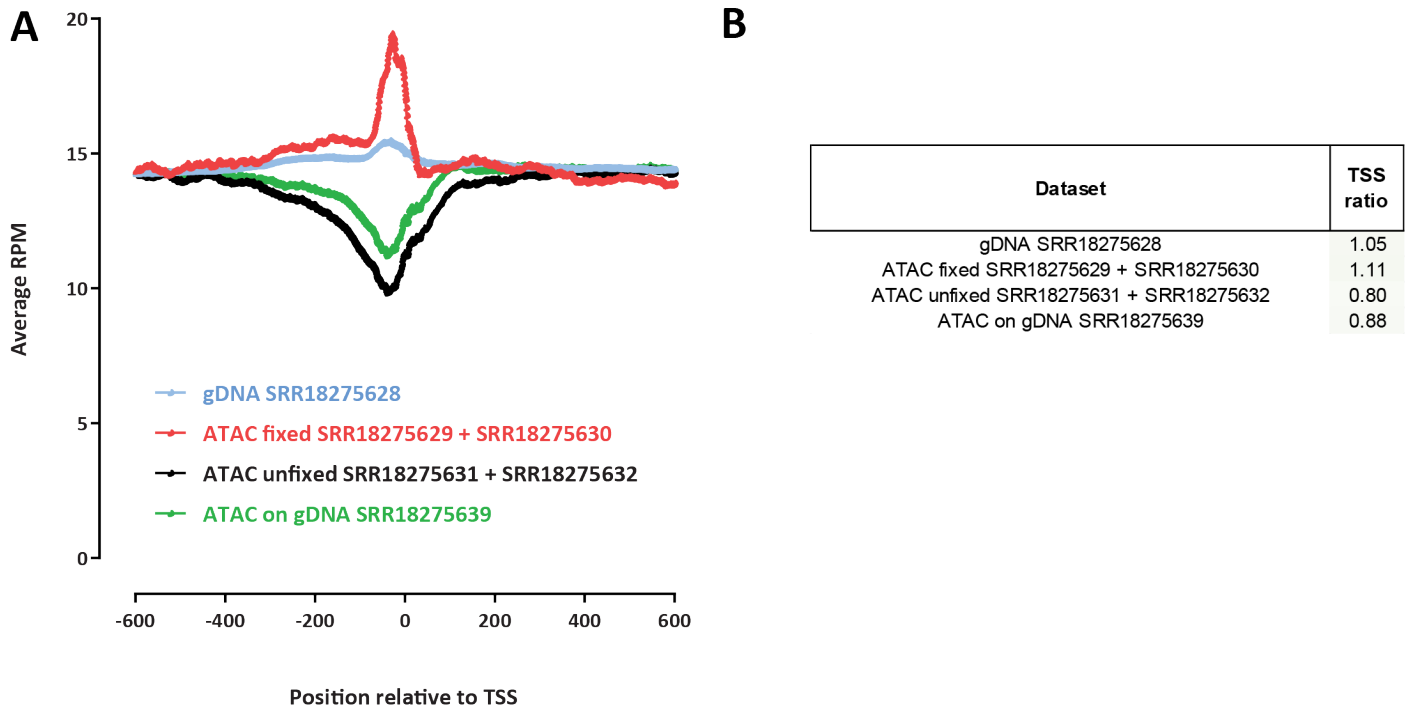 A
20
15
10
5
0
Average RPM
gDNA SRR18275628
ATAC fixed SRR18275629 + SRR18275630
ATAC unfixed SRR18275631 + SRR18275632
ATAC on gDNA SRR18275639
-600 -400 -200 0 200 400 600
Position relative to TSS
B
Dataset TSS
ratio
gDNA SRR18275628 1.05
ATAC fixed SRR18275629 + SRR18275630 1.11
ATAC unfixed SRR18275631 + SRR18275632 0.80
ATAC on gDNA SRR18275639 0.88